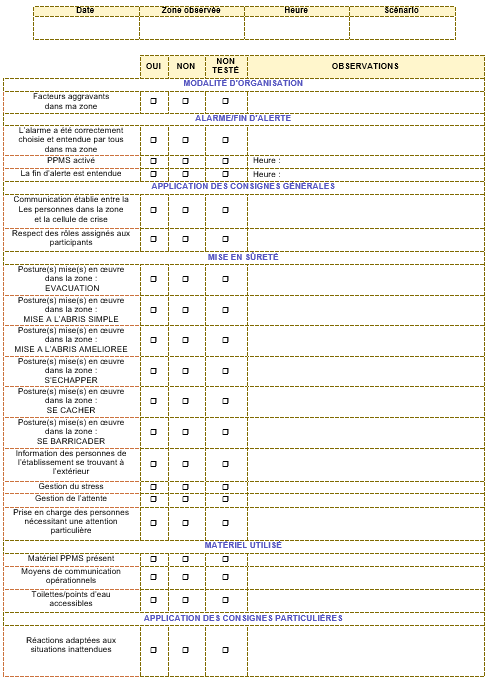 Date Zone observée Heure Scénario
OUI NON NON TESTÉ OBSERVATIONS
MODALITÉ D'ORGANISATION
Facteurs aggravants
dans ma zone
ALARME/FIN D'ALERTE
L'alarme a été correctement
choisie et entendue par tous
dans ma zone
PPMS activé Heure :
La fin d'alerte est entendue Heure :
APPLICATION DES CONSIGNES GÉNÉRALES
Communication établie entre la
Les personnes dans la zone
et la cellule de crise
Respect des rôles assignés aux
participants
MISE EN SÛRETÉ
Posture(s) mise(s) en œuvre
dans la zone :
EVACUATION
Posture(s) mise(s) en œuvre
dans la zone :
MISE A L'ABRIS SIMPLE
Posture(s) mise(s) en œuvre
dans la zone :
MISE A L'ABRIS AMELIOREE
Posture(s) mise(s) en œuvre
dans la zone :
S'ECHAPPER
Posture(s) mise(s) en œuvre
dans la zone :
SE CACHER
Posture(s) mise(s) en œuvre
dans la zone :
SE BARRICADER
Information des personnes de
l'établissement se trouvant à
l'extérieur
Gestion du stress
Gestion de l'attente
Prise en charge des personnes
nécessitant une attention
particulière
MATÉRIEL UTILISÉ
Matériel PPMS présent
Moyens de communication
opérationnels
Toilettes/points d'eau
accessibles
APPLICATION DES CONSIGNES PARTICULIÈRES
Réactions adaptées aux
situations inattendues